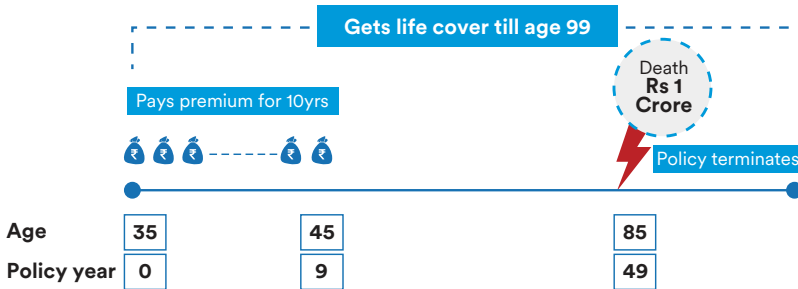 Gets life cover till age 99
Death
Rs 1
Crore
Pays premium for 10yrs
₹ ₹ ₹ ₹ ₹
Policy terminates
Age 35 45 85
Policy year 0 9 49